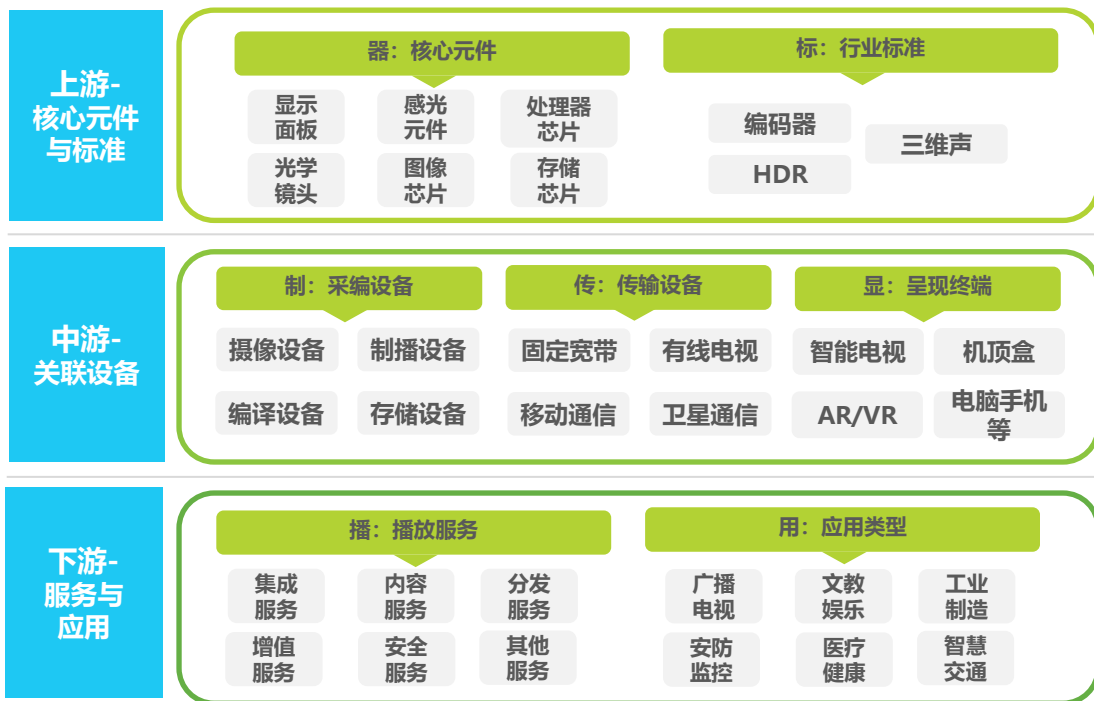 上游-
核心元件
与标准
器：核心元件
显示
面板
感光
元件
处理器
芯片
光学
镜头
图像
芯片
存储
芯片
标：行业标准
编码器
HDR
三维声
中游-
关联设备
制：采编设备
摄像设备
制播设备
编译设备
存储设备
传：传输设备
固定宽带
有线电视
移动通信
卫星通信
显：呈现终端
智能电视
机顶盒
AR/VR
电脑手机
等
下游-
服务与
应用
播：播放服务
集成
服务
内容
服务
分发
服务
增值
服务
安全
服务
其他
服务
用：应用类型
广播
电视
文教
娱乐
工业
制造
安防
监控
医疗
健康
智慧
交通